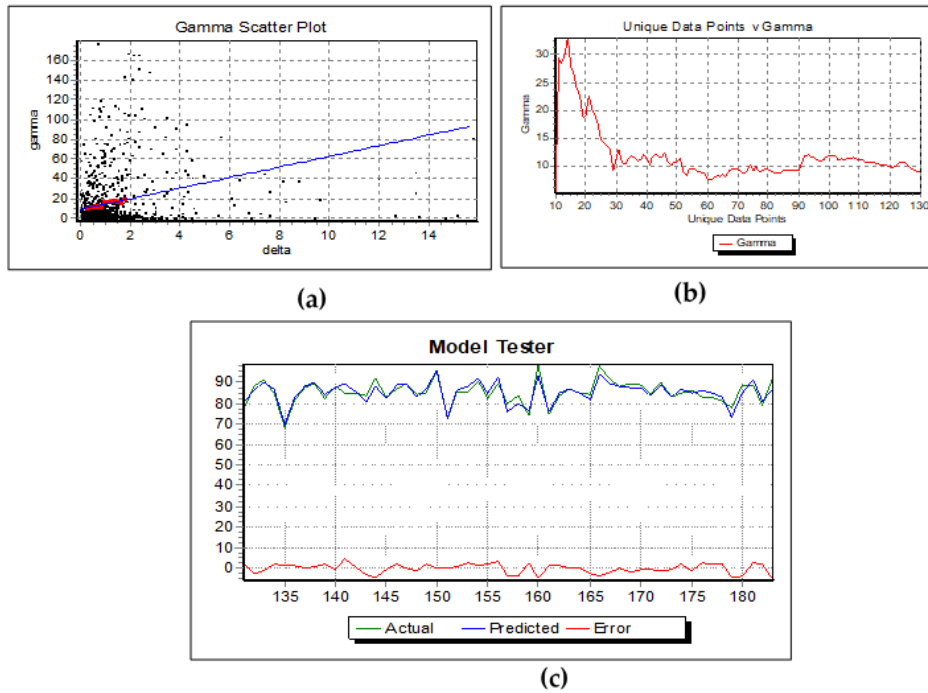 Gamma Scatter Plot
gamma
160
140
120
100
80
60
40
20
0
0 2 4 6 8 10 12 14
delta
(a)
Unique Data Points v Gamma
Gamma
30
25
20
15
10
10 20 30 40 50 60 70 80 90 100 110 120 130
Unique Data Points
Gamma
(b)
Model Tester
90
80
70
60
50
40
30
20
10
0
135 140 145 150 155 160 165 170 175 180
Actual Predicted Error
(c)